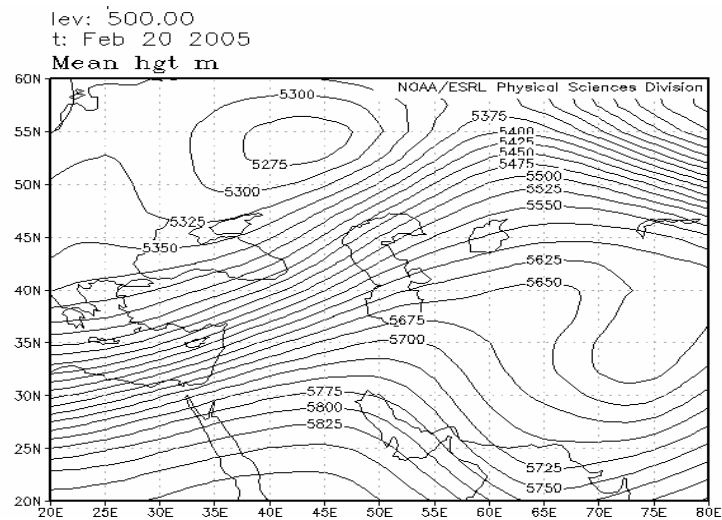 lev: 500.00
t: Feb 20 2005
Mean hgt m
NOAA/ESRL Physical Sciences Division
60N
55N
50N
45N
40N
35N
30N
25N
20N
5300
5275
5300
5325
5350
5375
5400
5425
5450
5475
5500
5525
5550
5625
5650
5675
5700
5775
5800
5825
5725
5750
20E
25E
30E
35E
40E
45E
50E
55E
60E
65E
70E
75E
80E